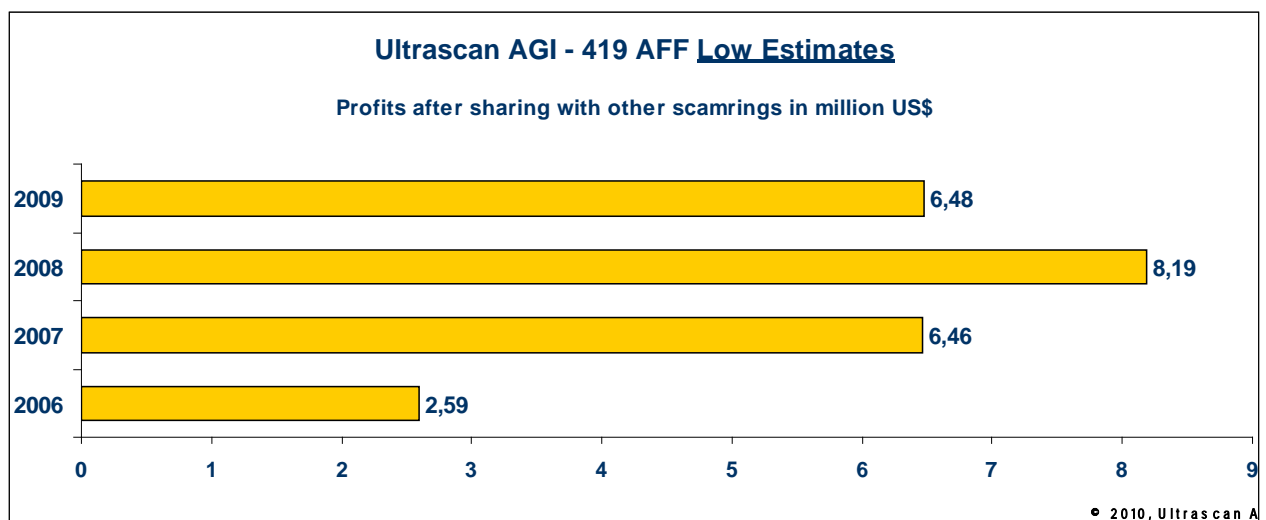 Ultrascan AGI - 419 AFF Low Estimates
Profits after sharing with other scamrings in million US$
2009 6,48
2008 8,19
2007 6,46
2006 2,59
0 1 2 3 4 5 6 7 8 9
© 2010, Ultrascan A